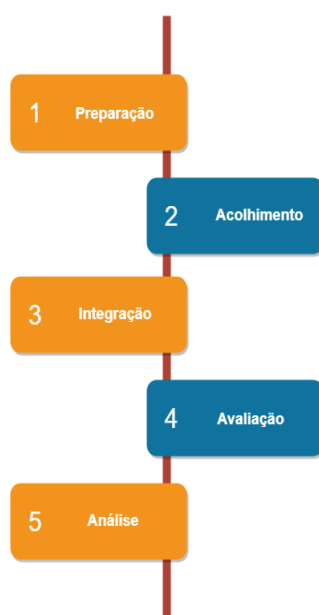 1 Preparação
2 Acolhimento
3 Integração
4 Avaliação
5 Análise